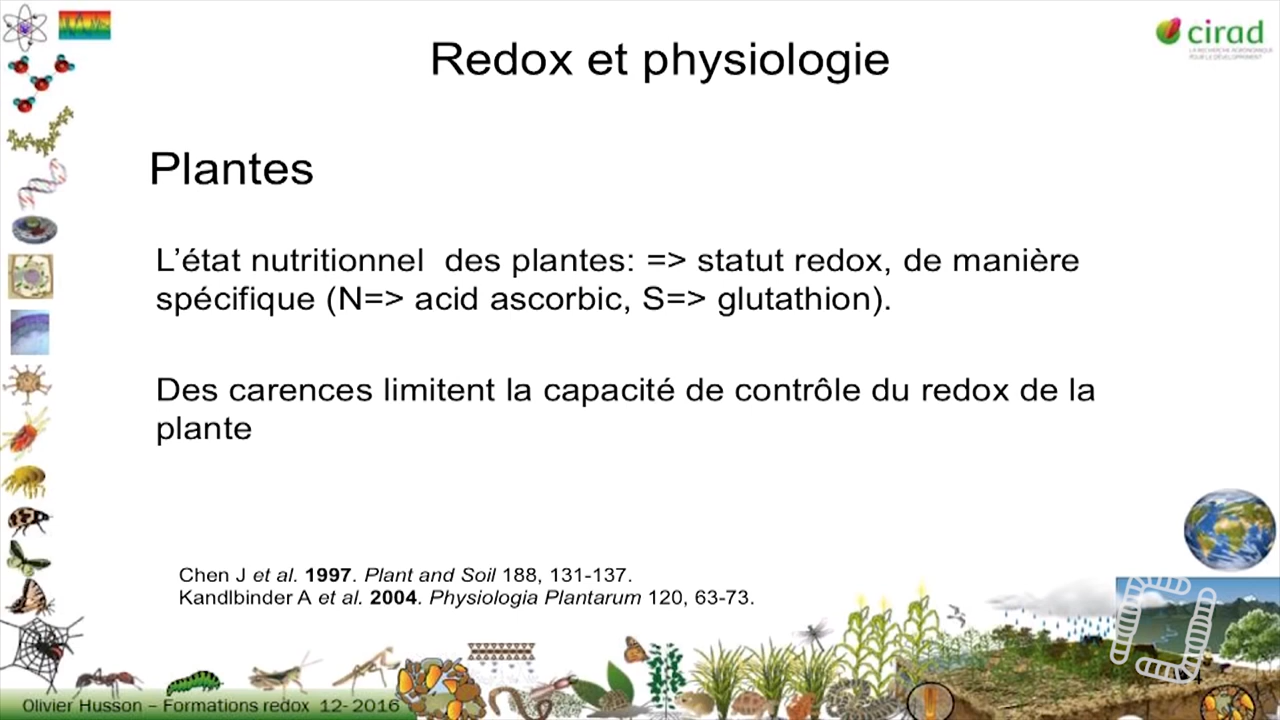 cirad
LA RECHERCHE AGRONOMIQUE
POUR LE DÉVELOPPEMENT
Redox et physiologie
Plantes
L’état nutritionnel  des plantes: => statut redox, de manière
spécifique (N=> acid ascorbic, S=> glutathion).
Des carences limitent la capacité de contrôle du redox de la
plante
Chen J et al. 1997. Plant and Soil 188, 131-137.
Kandlbinder A et al. 2004. Physiologia Plantarum 120, 63-73.
Olivier Husson – Formations redox 12- 2016